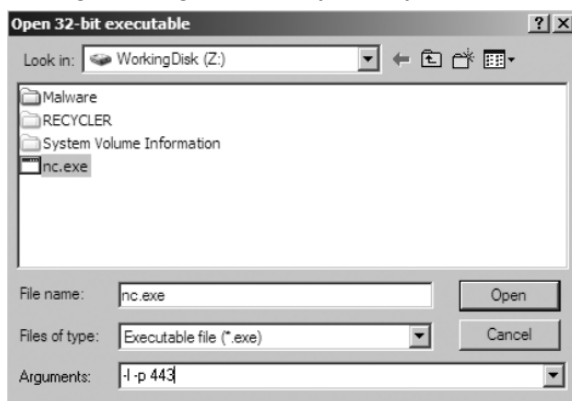 Open 32-bit executable
Look in: WorkingDisk (Z:)
Malware
RECYCLER
System Volume Information
nc.exe
File name: nc.exe Open
Files of type: Executable file (*.exe) Cancel
Arguments: -l -p 443